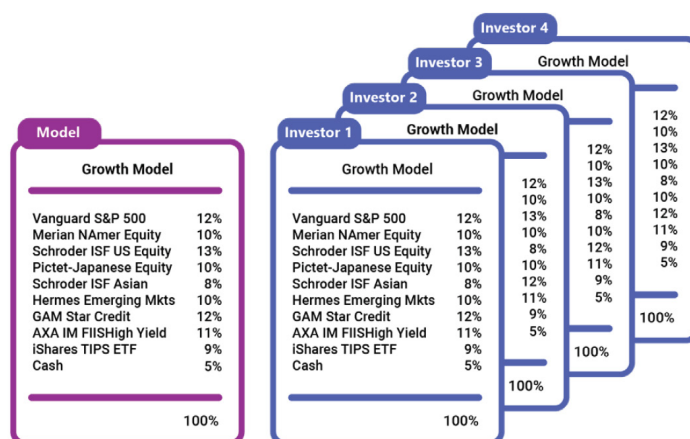 Model
Growth Model
Vanguard S&P 500 12%
Merian NAmer Equity 10%
Schroder ISF US Equity 13%
Pictet-Japanese Equity 10%
Schroder ISF Asian 8%
Hermes Emerging Mkts 10%
GAM Star Credit 12%
AXA IM FIISHigh Yield 11%
iShares TIPS ETF 9%
Cash 5%
100%
Investor 1
Growth Model
Vanguard S&P 500 12%
Merian NAmer Equity 10%
Schroder ISF US Equity 13%
Pictet-Japanese Equity 10%
Schroder ISF Asian 8%
Hermes Emerging Mkts 10%
GAM Star Credit 12%
AXA IM FIISHigh Yield 11%
iShares TIPS ETF 9%
Cash 5%
100%
Investor 2
Growth Model
12%
10%
13%
10%
8%
10%
12%
11%
9%
5%
100%
Investor 3
Growth Model
12%
10%
13%
10%
8%
10%
12%
11%
9%
5%
100%
Investor 4
Growth Model
12%
10%
13%
10%
8%
10%
12%
11%
9%
5%
100%